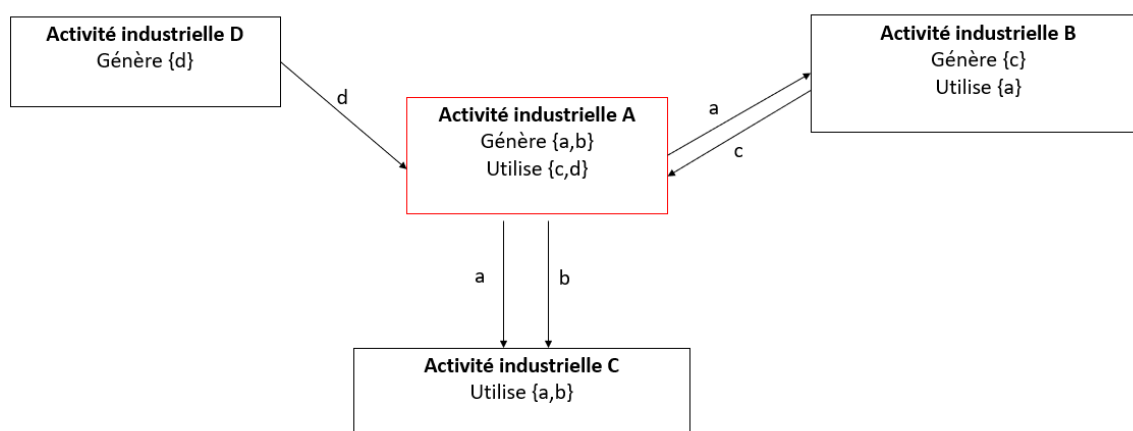 Activité industrielle D
Génère {d}
Activité industrielle B
Génère {c}
Utilise {a}
d
Activité industrielle A
Génère {a,b}
Utilise {c,d}
a
c
a
b
Activité industrielle C
Utilise {a,b}